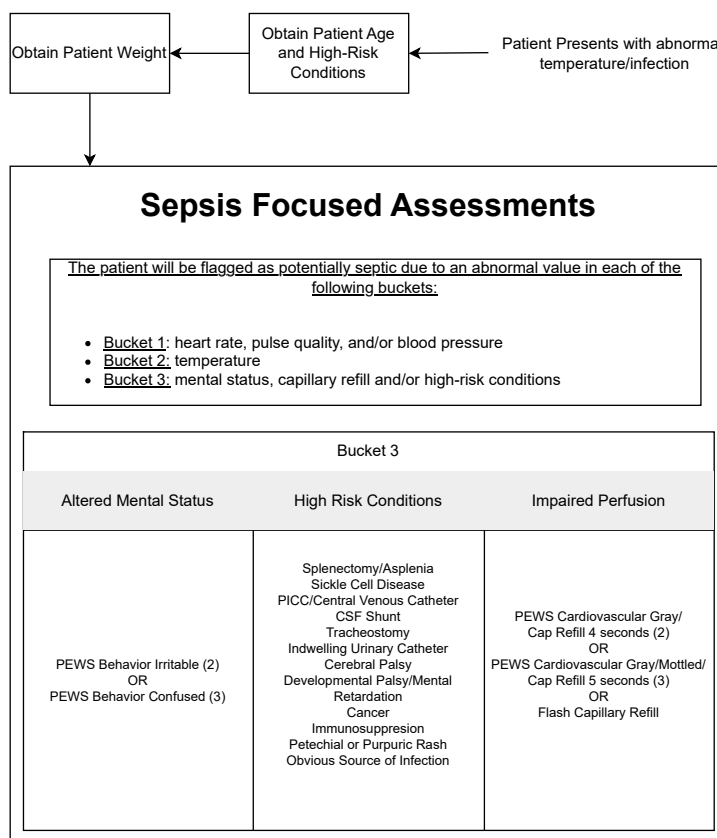 Obtain Patient Weight
Obtain Patient Age
and High-Risk
Conditions
Patient Presents with abnorma
temperature/infection
Sepsis Focused Assessments
The patient will be flagged as potentially septic due to an abnormal value in each of the
following buckets:
• Bucket 1: heart rate, pulse quality, and/or blood pressure
• Bucket 2: temperature
• Bucket 3: mental status, capillary refill and/or high-risk conditions
Bucket 3
Altered Mental Status
High Risk Conditions
Impaired Perfusion
PEWS Behavior Irritable (2)
OR
PEWS Behavior Confused (3)
Splenectomy/Asplenia
Sickle Cell Disease
PICC/Central Venous Catheter
CSF Shunt
Tracheostomy
Indwelling Urinary Catheter
Cerebral Palsy
Developmental Palsy/Mental
Retardation
Cancer
Immunosuppresion
Petechial or Purpuric Rash
Obvious Source of Infection
PEWS Cardiovascular Gray/
Cap Refill 4 seconds (2)
OR
PEWS Cardiovascular Gray/Mottled/
Cap Refill 5 seconds (3)
OR
Flash Capillary Refill